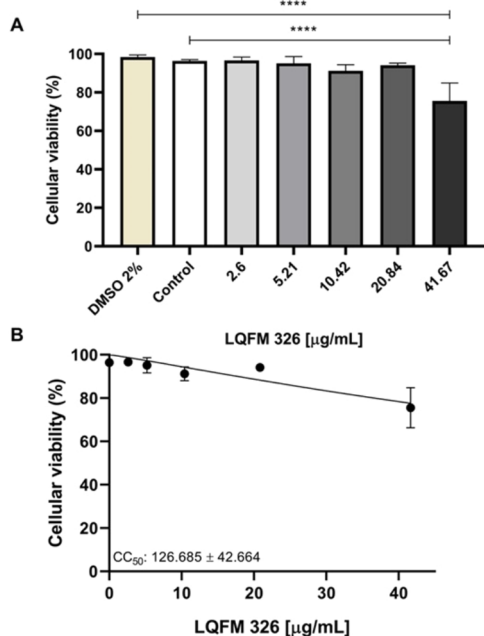 A
****
****
Cellular viability (%)
100
80
60
40
20
0
DMSO 2%
Control
2.6
5.21
10.42
20.84
41.67
LQFM 326 [μg/mL]
B
Cellular viability (%)
100
80
60
40
20
0
CC50: 126.685 ± 42.664
0
10
20
30
40
LQFM 326 [μg/mL]